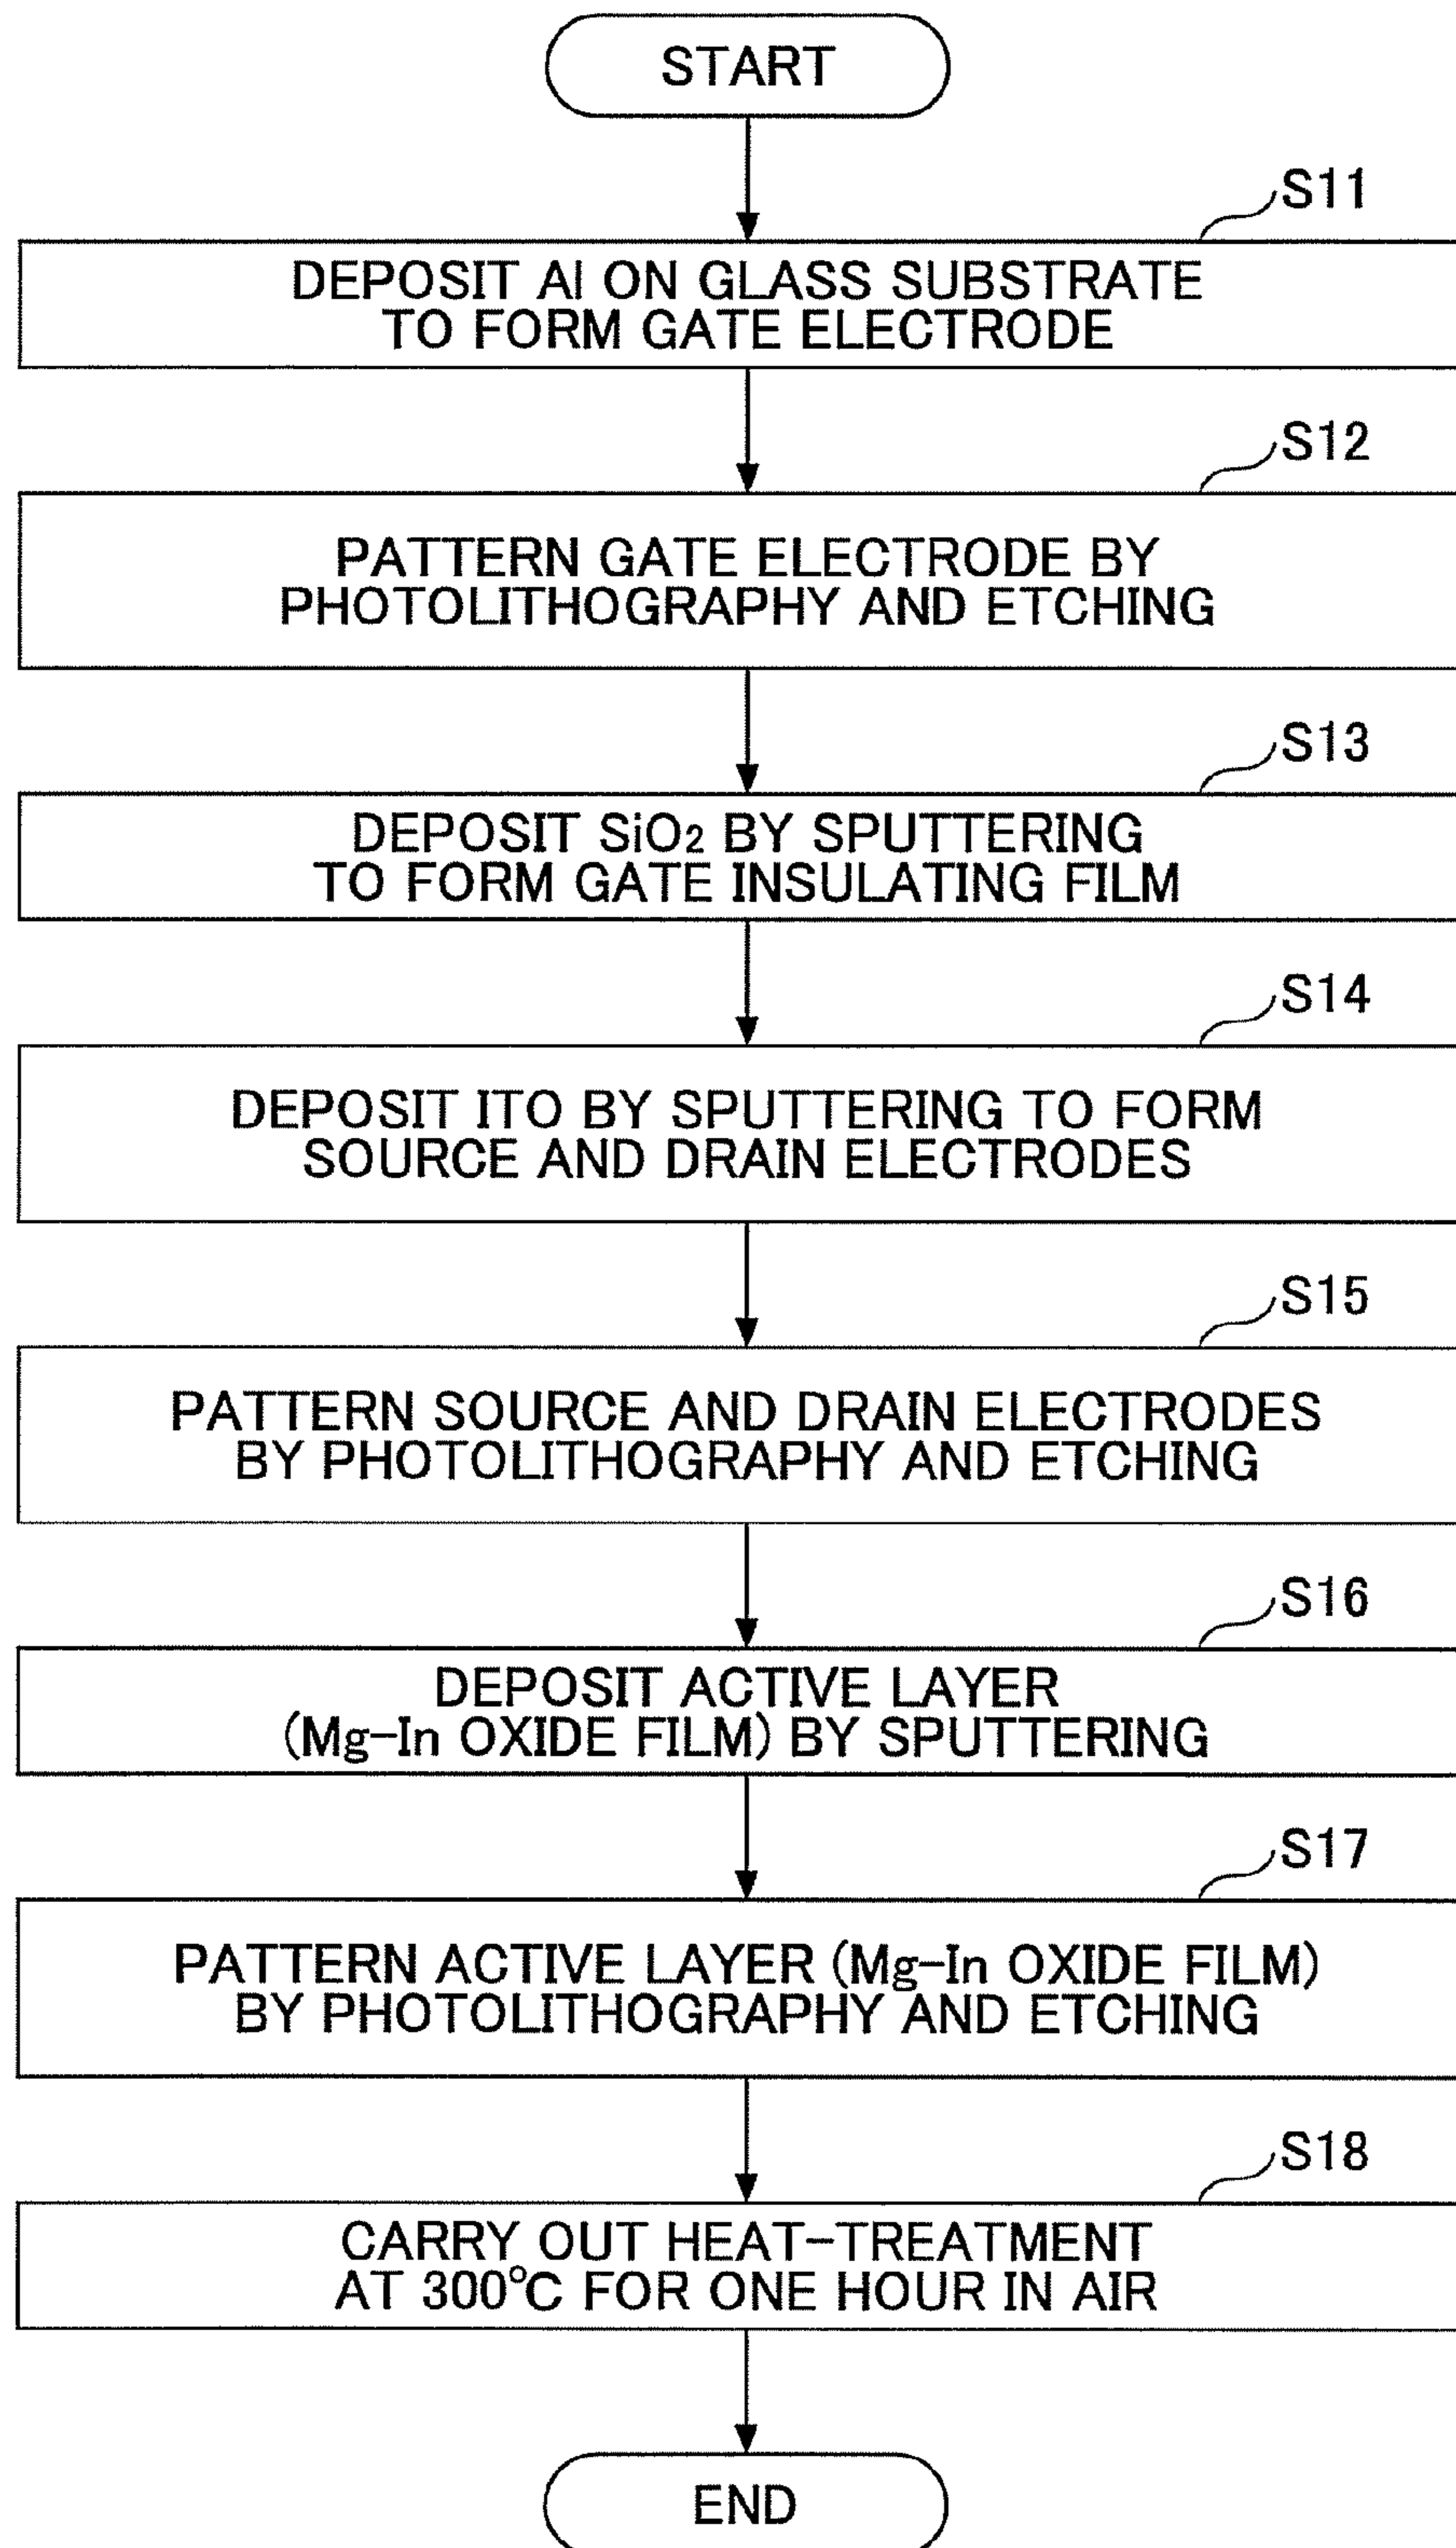 START
S11
DEPOSIT Al ON GLASS SUBSTRATE
TO FORM GATE ELECTRODE
S12
PATTERN GATE ELECTRODE BY
PHOTOLITHOGRAPHY AND ETCHING
S13
DEPOSIT SiO2 BY SPUTTERING
TO FORM GATE INSULATING FILM
S14
DEPOSIT ITO BY SPUTTERING TO FORM
SOURCE AND DRAIN ELECTRODES
S15
PATTERN SOURCE AND DRAIN ELECTRODES
BY PHOTOLITHOGRAPHY AND ETCHING
S16
DEPOSIT ACTIVE LAYER
(Mg-In OXIDE FILM) BY SPUTTERING
S17
PATTERN ACTIVE LAYER (Mg-In OXIDE FILM)
BY PHOTOLITHOGRAPHY AND ETCHING
S18
CARRY OUT HEAT-TREATMENT
AT 300°C FOR ONE HOUR IN AIR
END